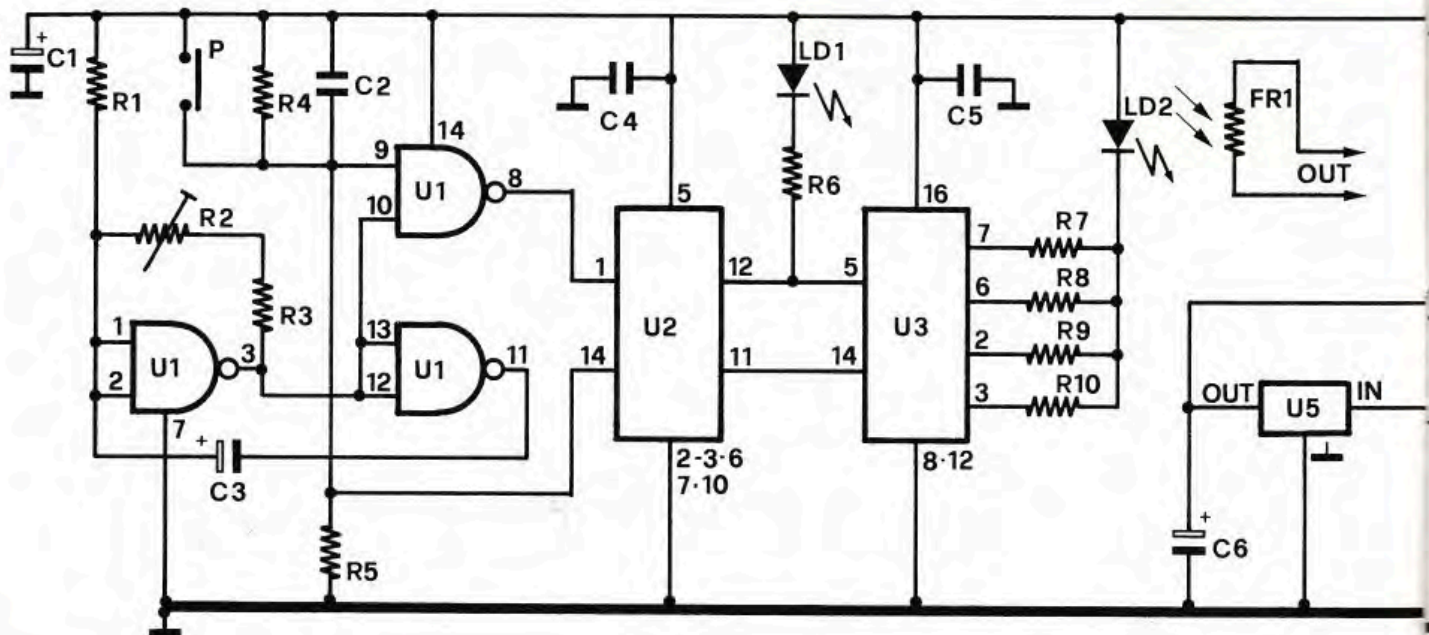 +
C1
R1
P
R4
C2
14
9
U1
8
10
R2
R3
1
2
U1
3
7
13
12
U1
11
+
C3
R5
C4
5
1
14
U2
12
11
2-3·6
7·10
LD1
R6
C5
16
5
14
U3
7
6
2
3
8·12
R7
R8
R9
R10
LD2
FR1
OUT
OUT
U5
IN
+
C6